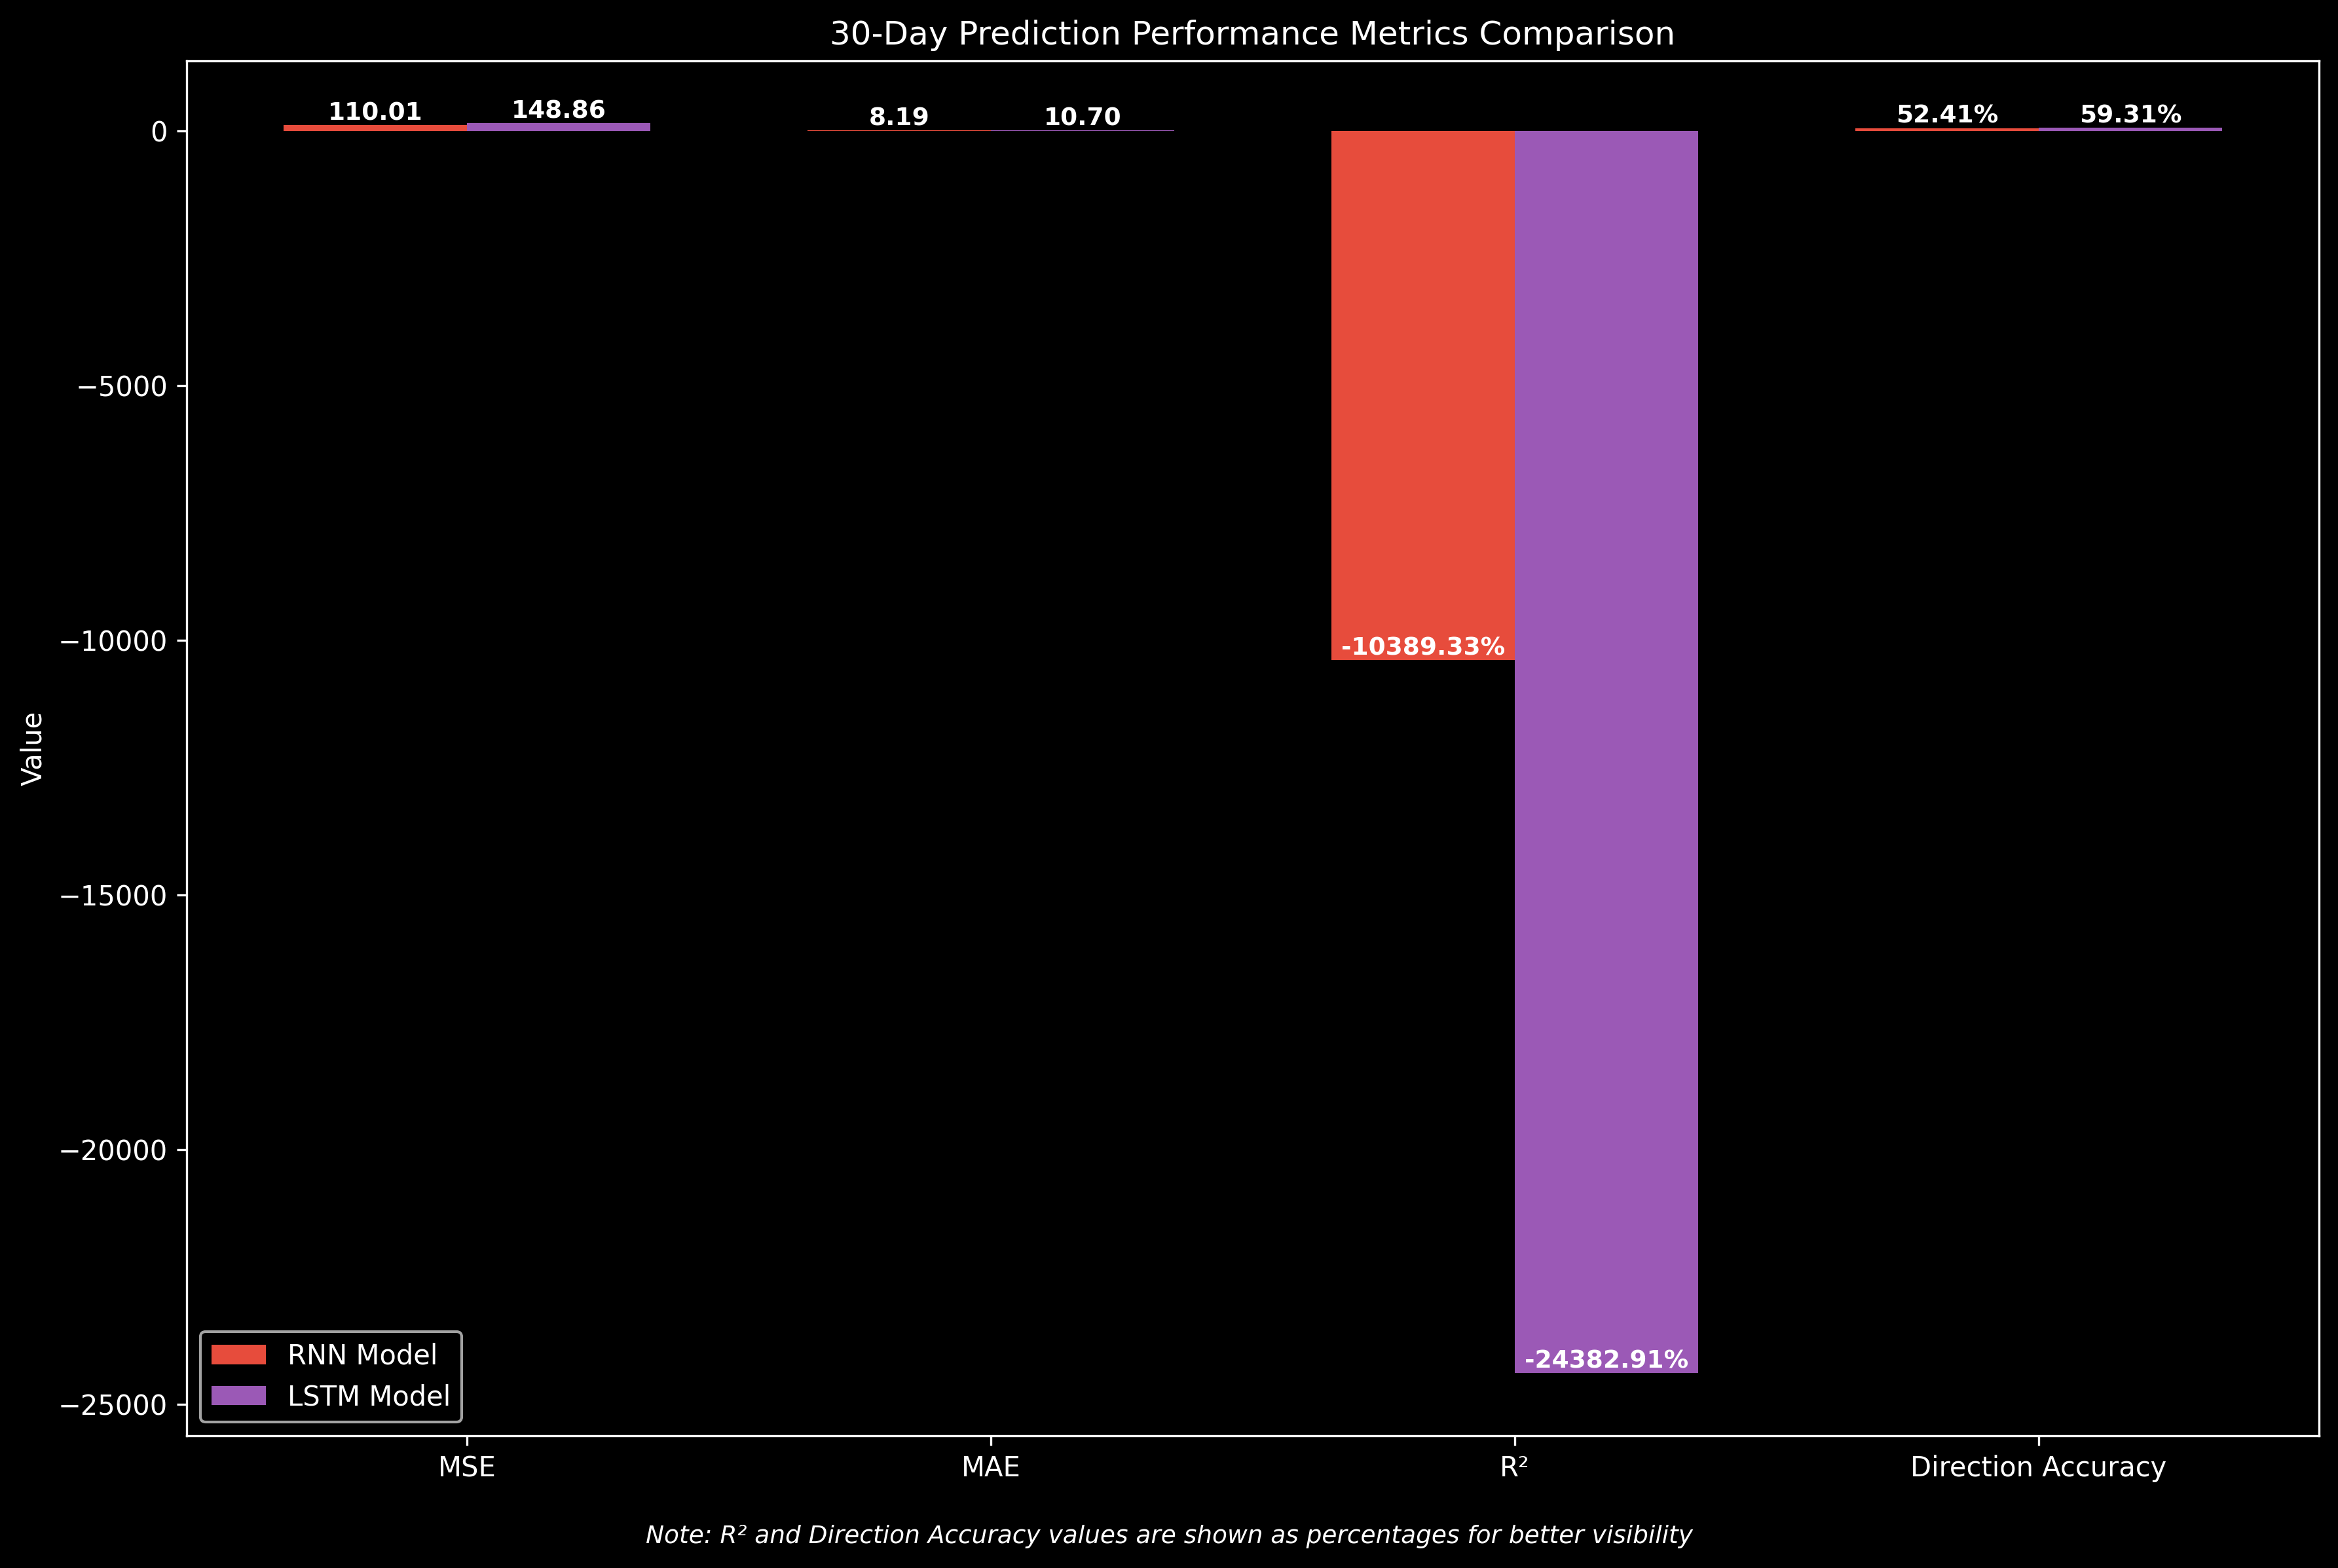 30-Day Prediction Performance Metrics Comparison
110.01
148.86
8.19
10.70
52.41%
59.31%
0
−5000
−10000
−15000
−20000
−25000
Value
-10389.33%
-24382.91%
RNN Model
LSTM Model
MSE
MAE
R²
Direction Accuracy
Note: R² and Direction Accuracy values are shown as percentages for better visibility